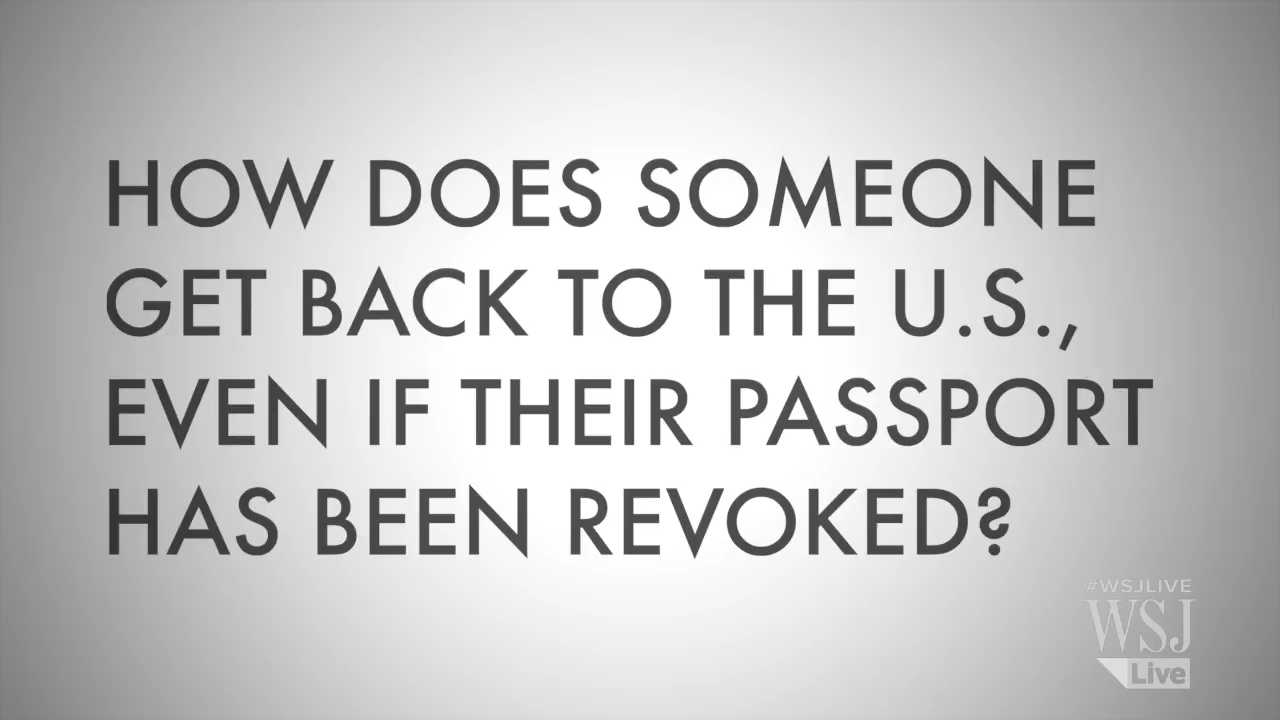 HOW DOES SOMEONE
GET BACK TO THE U.S.,
EVEN IF THEIR PASSPORT
HAS BEEN REVOKED?
#WSJLIVE
WSJ
Live